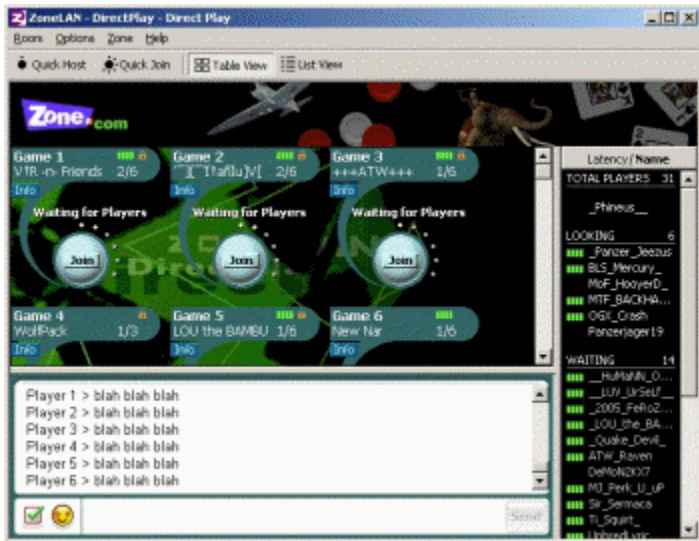 ZoneLAN - DirectPlay - Direct Play
Room Options Zone Help
Quick Host Quick Join Table View List View
Zone.com
Game 1
VfR -n- Friends 2/6
Info
Waiting for Players
Join
Game 2
2/6
Info
Waiting for Players
Join
Game 3
+++ATW+++ 1/6
Info
Waiting for Players
Join
Game 4
WolfPack 1/3
Info
Game 5
LOU the BAMBU 1/6
Info
Game 6
New Nar 1/6
Info
Player 1 > blah blah blah
Player 2 > blah blah blah
Player 3 > blah blah blah
Player 4 > blah blah blah
Player 5 > blah blah blah
Player 6 > blah blah blah
Send
Latency/Name
TOTAL PLAYERS 31
_Phineus__
LOOKING 6
_Panzer_Jeezus
BLS_Mercury_
MoF_HooyerD_
MTF_BACKHA...
OGX_Crash
Panzerjager19
WAITING 14
__HuMaNN_O...
__LUV_UrSeLf__
_2005_FeRoZ...
_LOU_the_BA...
_Quake_Devil_
ATW_Raven
DeMoN2KX7
MJ_Perk_U_uP
Sir_Sermaca
Ti_Squirt_